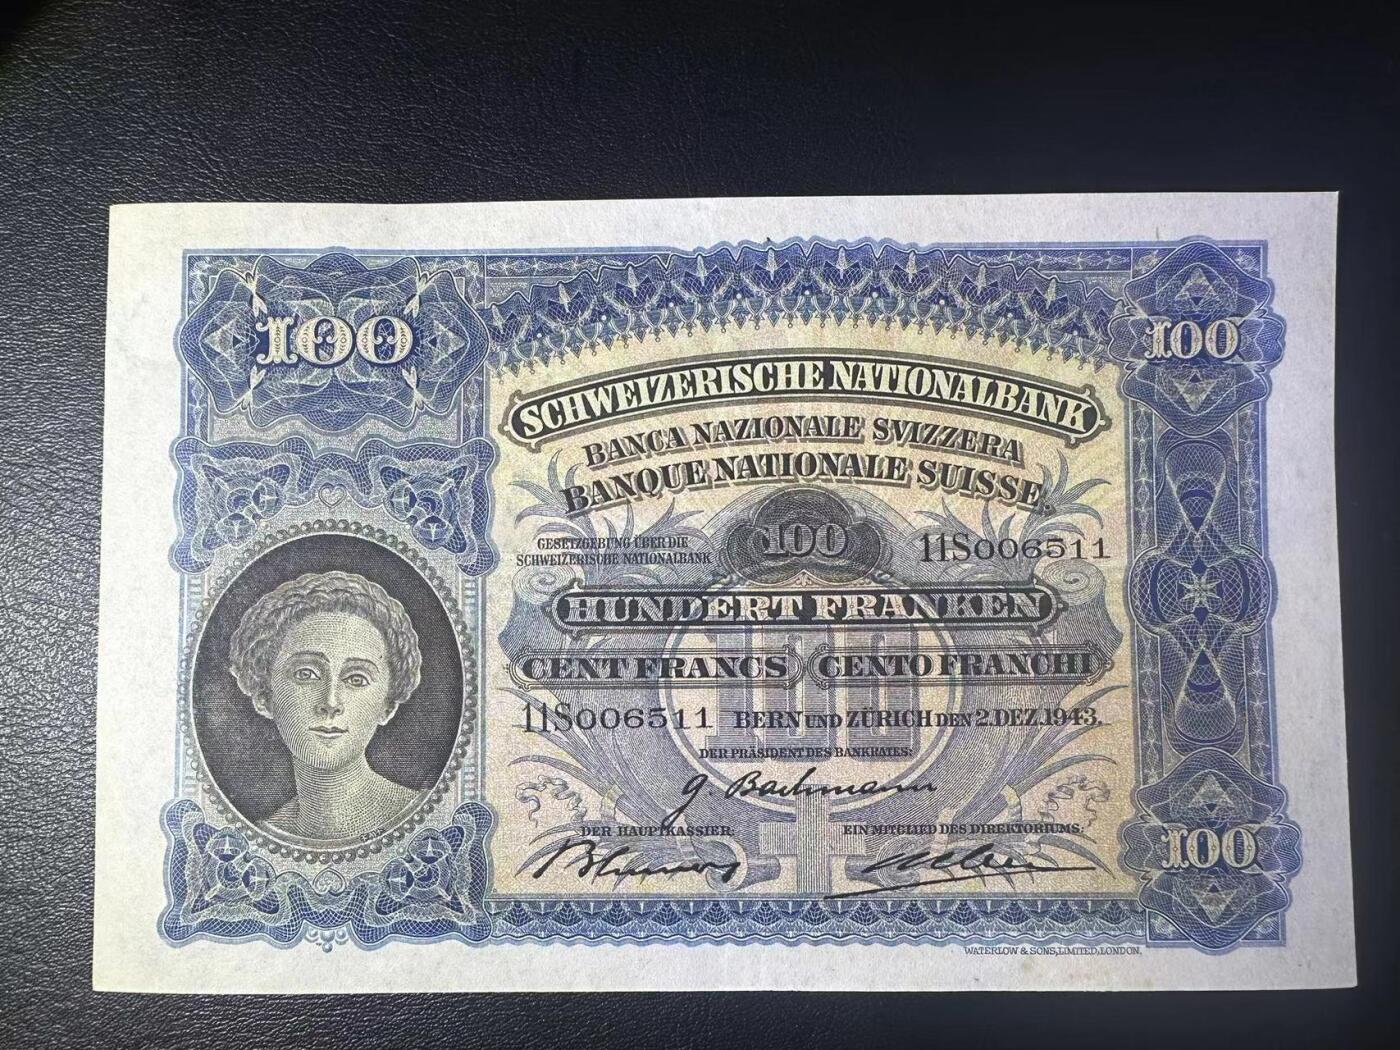 100
100
SCHWEIZERISCHE NATIONALBANK
BANCA NAZIONALE SVIZZERA
BANQUE NATIONALE SUISSE.
GESETZGEBUNG ÜBER DIE
SCHWEIZERISCHE NATIONALBANK
100
11S006511
HUNDERT FRANKEN
100
CENT FRANCS CENTO FRANCHI
11S006511 BERN UND ZÜRICH DEN 2.DEZ.1943.
DER PRÄSIDENT DES BANKRATES:
G. Bachmann
DER HAUPTKASSIER:
EIN MITGLIED DES DIREKTORIUMS:
100
WATERLOW & SONS, LIMITED, LONDON.